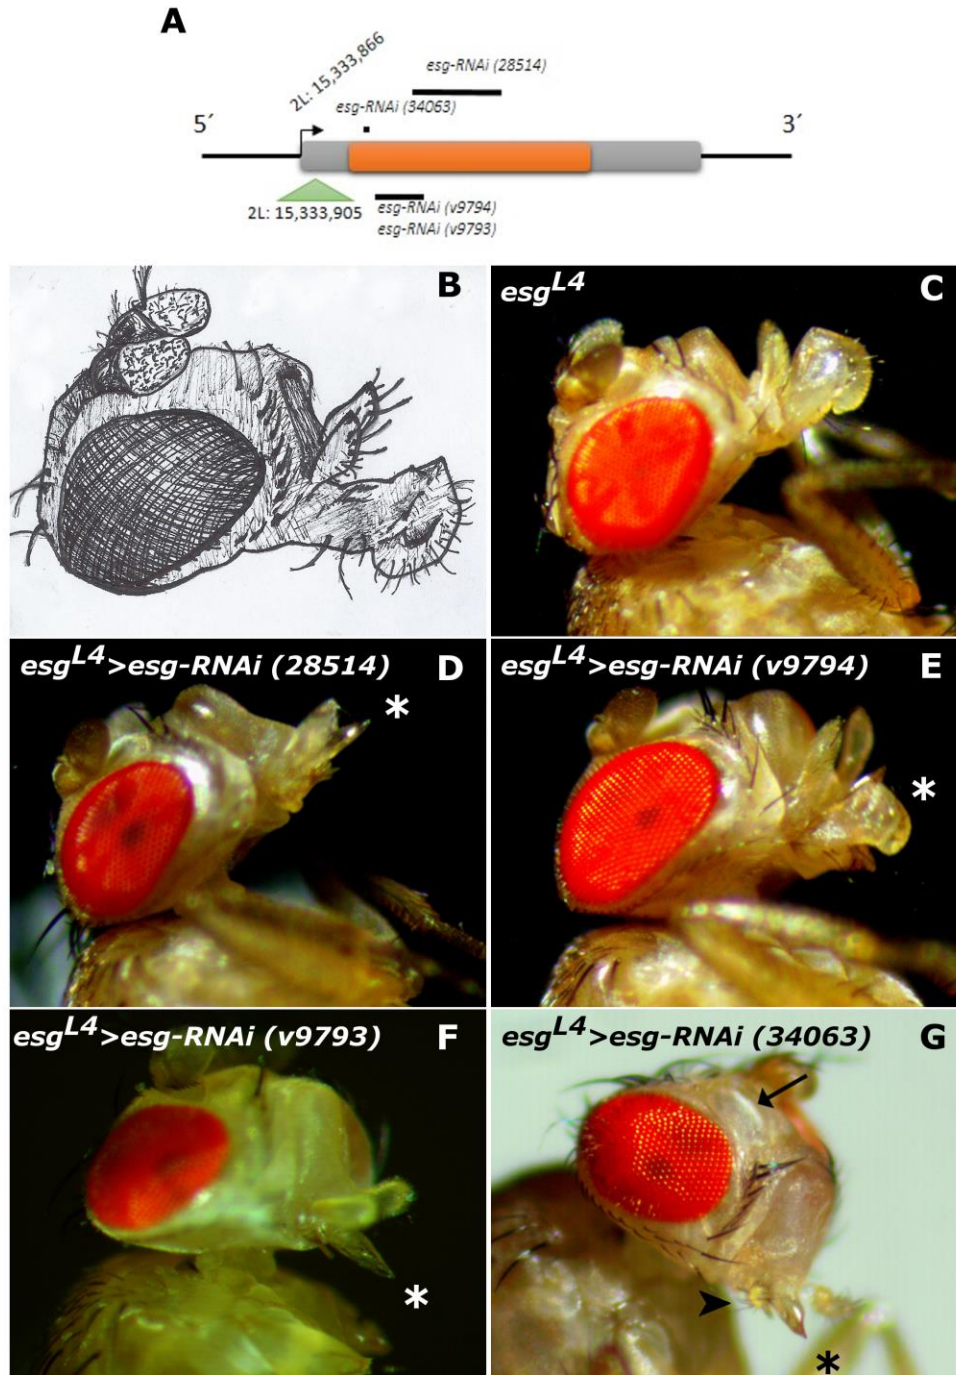 A
2L: 15,333,866
esg-RNAi (28514)
esg-RNAi (34063)
5´
3´
2L: 15,333,905
esg-RNAi (v9794)
esg-RNAi (v9793)
B
esgL4
C
esgL4>esg-RNAi (28514)
D
*
esgL4>esg-RNAi (v9794)
E
*
esgL4>esg-RNAi (v9793)
F
*
esgL4>esg-RNAi (34063)
G
*